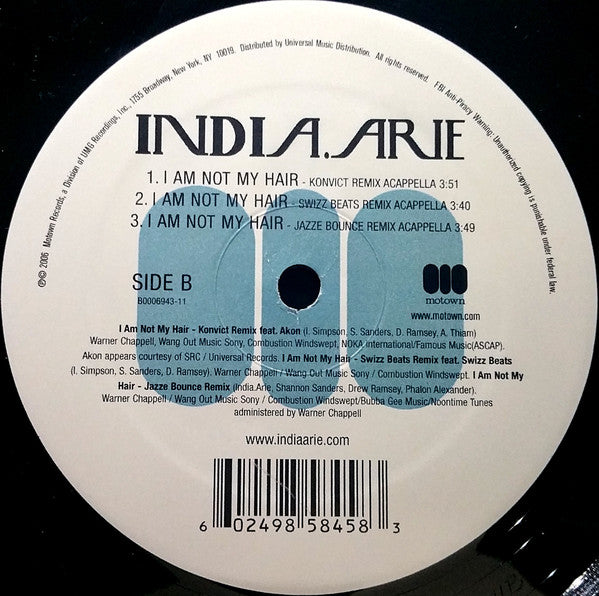 ℗© 2006 Motown Records, a Division of UMG Recordings, Inc., 1755 Broadway, New York, NY 10019. Distributed by Universal Music Distribution. All rights reserved. FBI Anti-Piracy Warning: Unauthorized copying is punishable under federal law.
INDIA.ARIE
1. I AM NOT MY HAIR - KONVICT REMIX ACAPPELLA 3:51
2. I AM NOT MY HAIR - SWIZZ BEATS REMIX ACAPPELLA 3:40
3. I AM NOT MY HAIR - JAZZE BOUNCE REMIX ACAPPELLA 3:49
SIDE B
B0006943-11
motown
www.motown.com
I Am Not My Hair - Konvict Remix feat. Akon (I. Simpson, S. Sanders, D. Ramsey, A. Thiam)
Warner Chappell, Wang Out Music Sony, Combustion Windswept, NOKA International/Famous Music(ASCAP).
Akon appears courtesy of SRC / Universal Records. I Am Not My Hair - Swizz Beats Remix feat. Swizz Beats
(I. Simpson, S. Sanders, D. Ramsey). Warner Chappell / Wang Out Music Sony / Combustion Windswept. I Am Not My
Hair - Jazze Bounce Remix (India.Arie, Shannon Sanders, Drew Ramsey, Phalon Alexander).
Warner Chappell / Wang Out Music Sony / Combustion Windswept/Bubba Gee Music/Noontime Tunes
administered by Warner Chappell
www.indiaarie.com
6 02498 58458 3